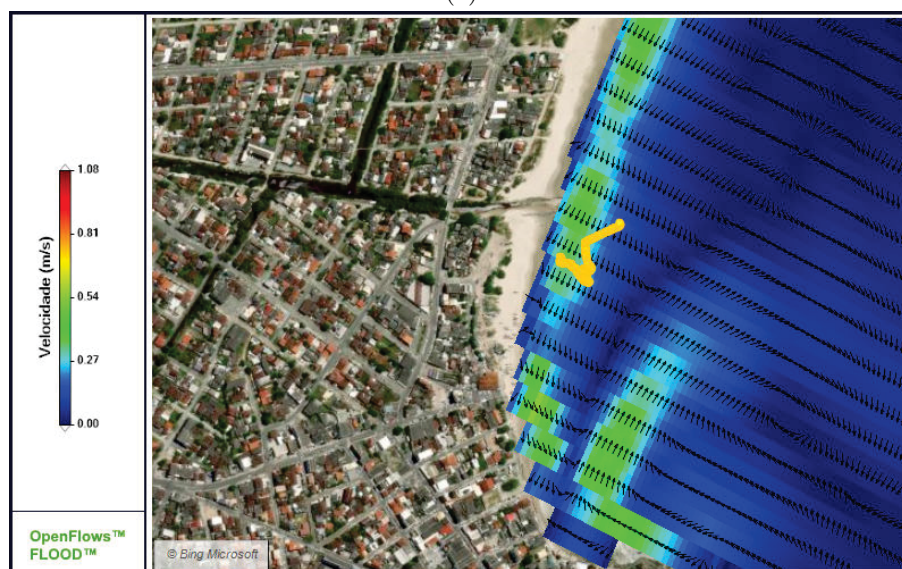 1.08
0.81
0.54
0.27
0.00
Velocidade (m/s)
OpenFlows™
FLOOD™
© Bing Microsoft